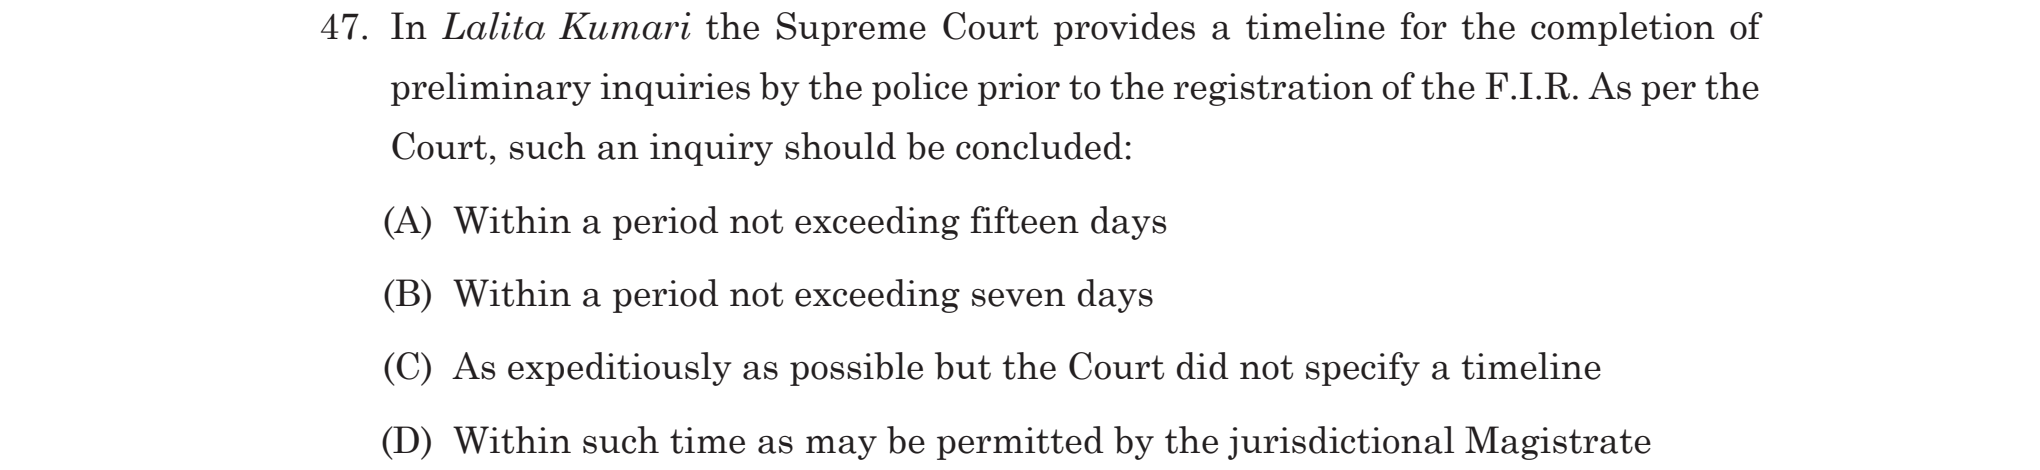 47. In Lalita Kumari the Supreme Court provides a timeline for the completion of
preliminary inquiries by the police prior to the registration of the F.I.R. As per the
Court, such an inquiry should be concluded:
(A) Within a period not exceeding fifteen days
(B) Within a period not exceeding seven days
(C) As expeditiously as possible but the Court did not specify a timeline
(D) Within such time as may be permitted by the jurisdictional Magistrate